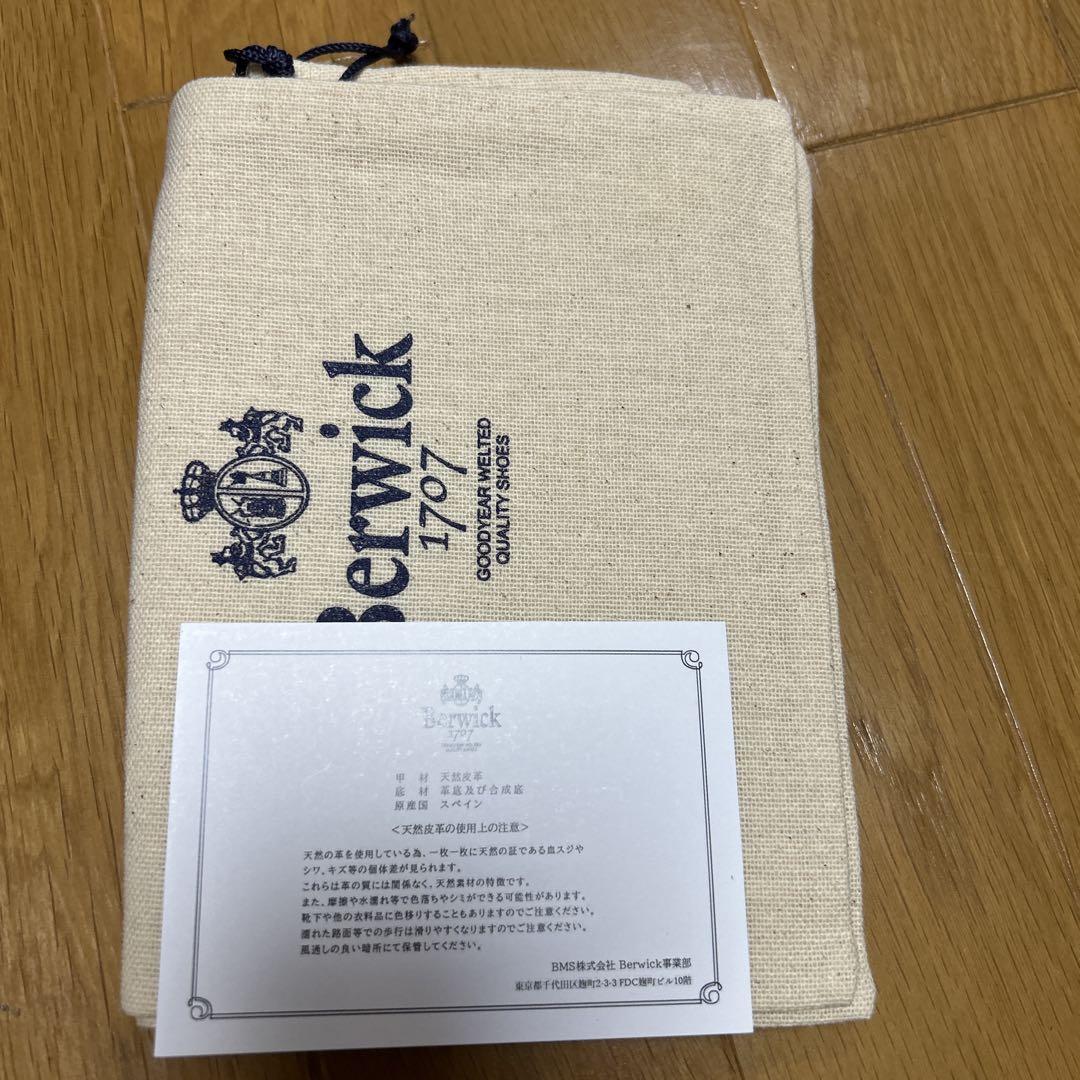 Berwick
1707
GOODYEAR WELTED
QUALITY SHOES
Berwick
1707
GOODYEAR WELTED
QUALITY SHOES
甲 材 天然皮革
底 材 革底及び合成底
原産国 スペイン
<天然皮革の使用上の注意>
天然の革を使用している為、一枚一枚に天然の証である血スジや
シワ、キズ等の個体差が見られます。
これらは革の質には関係なく、天然素材の特徴です。
また、摩擦や水濡れ等で色落ちやシミができる可能性があります。
靴下や他の衣料品に色移りすることもありますのでご注意ください。
濡れた路面等での歩行は滑りやすくなりますのでご注意ください。
風通しの良い暗所にて保管してください。
BMS株式会社 Berwick事業部
東京都千代田区麹町2-3-3 FDC麹町ビル10階